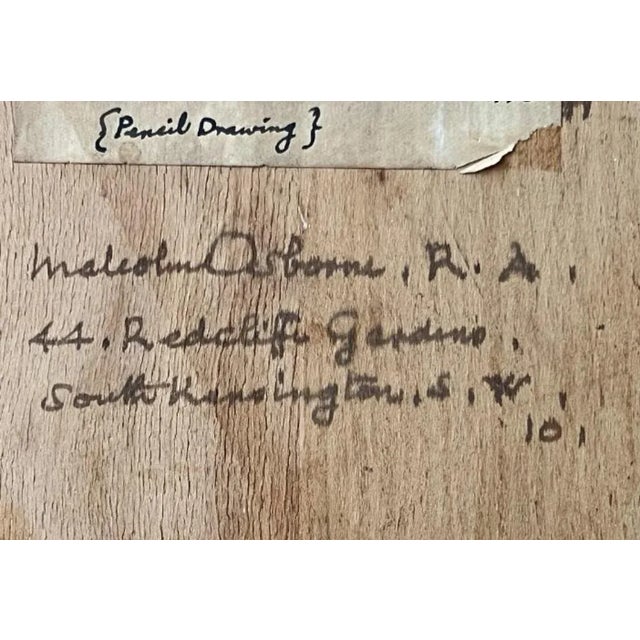 {Pencil Drawing}
Malcolm Osborne, R. A.,
44, Redcliffe Gardens,
South Kensington, S. W,
10,